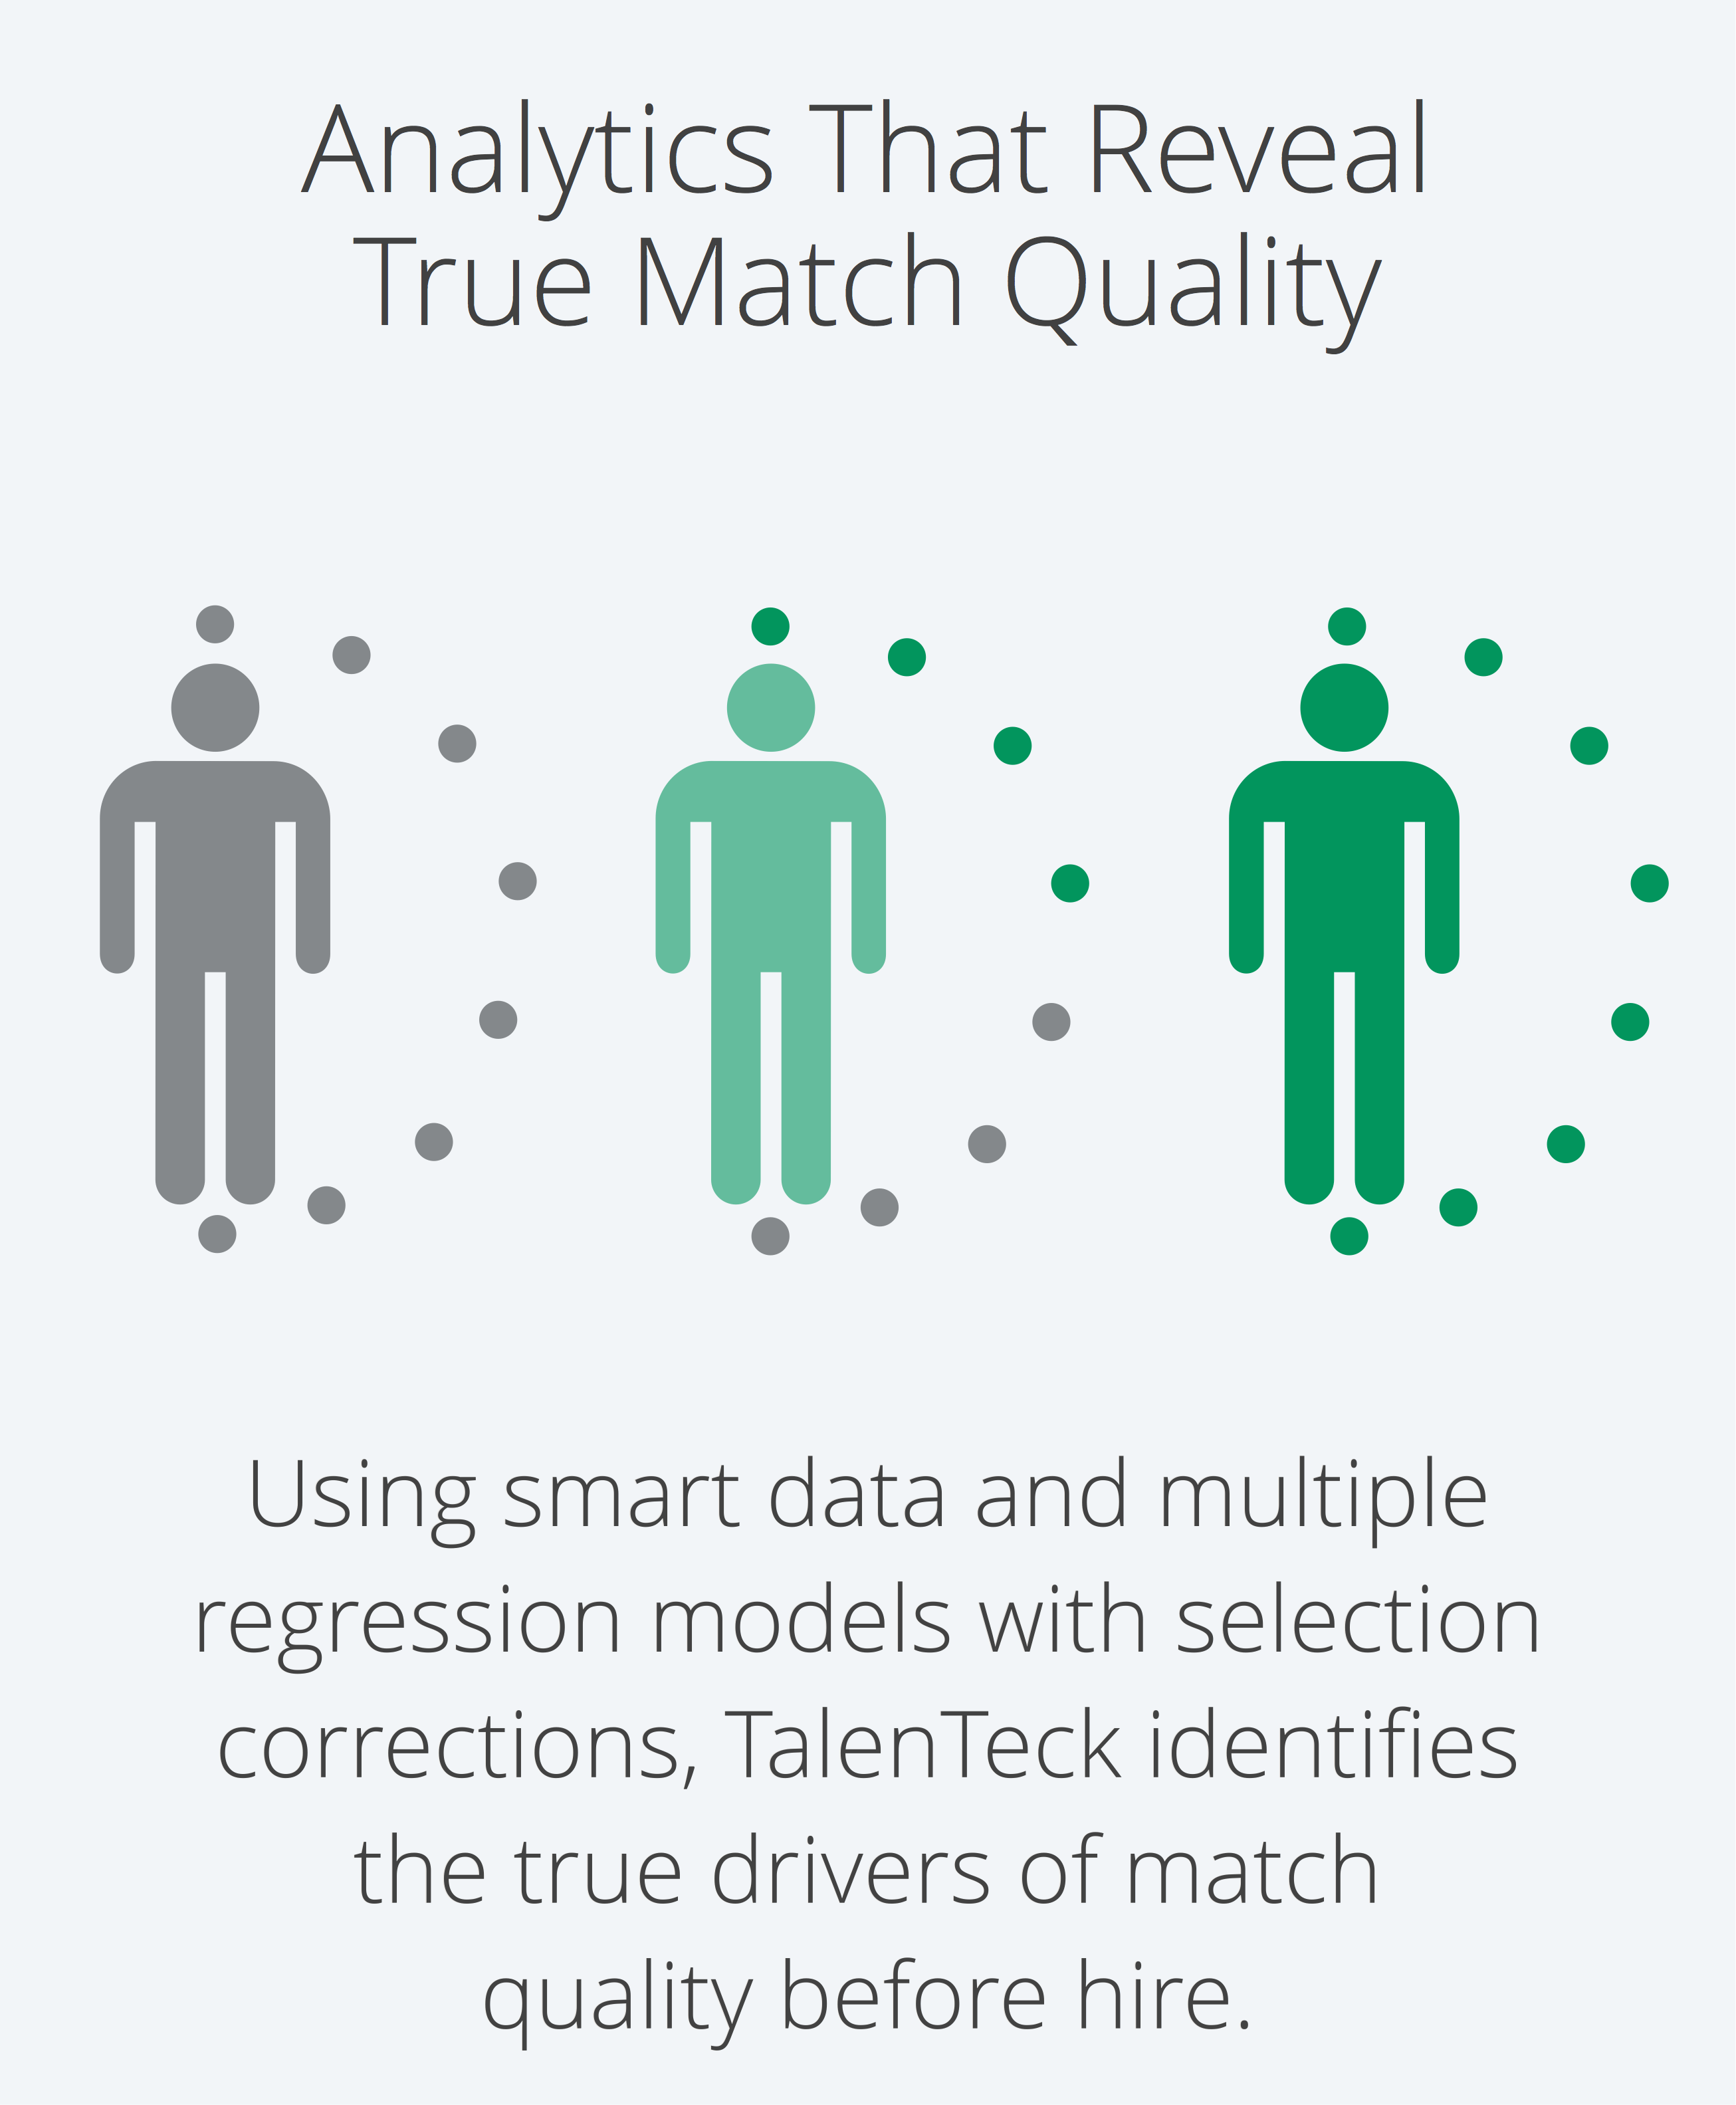 Analytics That Reveal
True Match Quality
Using smart data and multiple
regression models with selection
corrections, TalenTeck identifies
the true drivers of match
quality before hire.